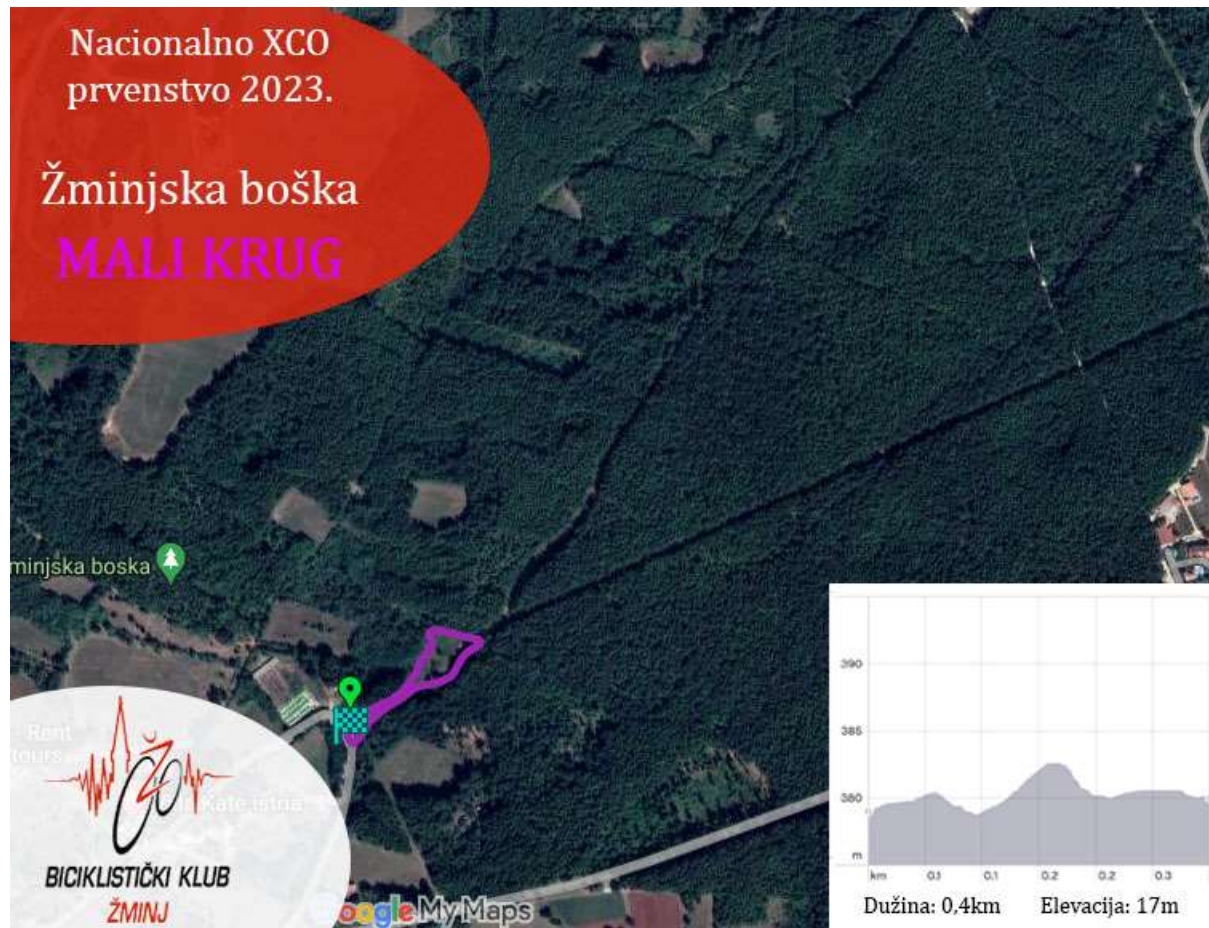 Nacionalno XCO
prvenstvo 2023.
Žminjska boška
MALI KRUG
minjska boska
Rent
tours
Kate istria
BICIKLISTIČKI KLUB
ŽMINJ
Google My Maps
390
385
380
m
km 0.1 0.1 0.2 0.2 0.3
Dužina: 0,4km Elevacija: 17m